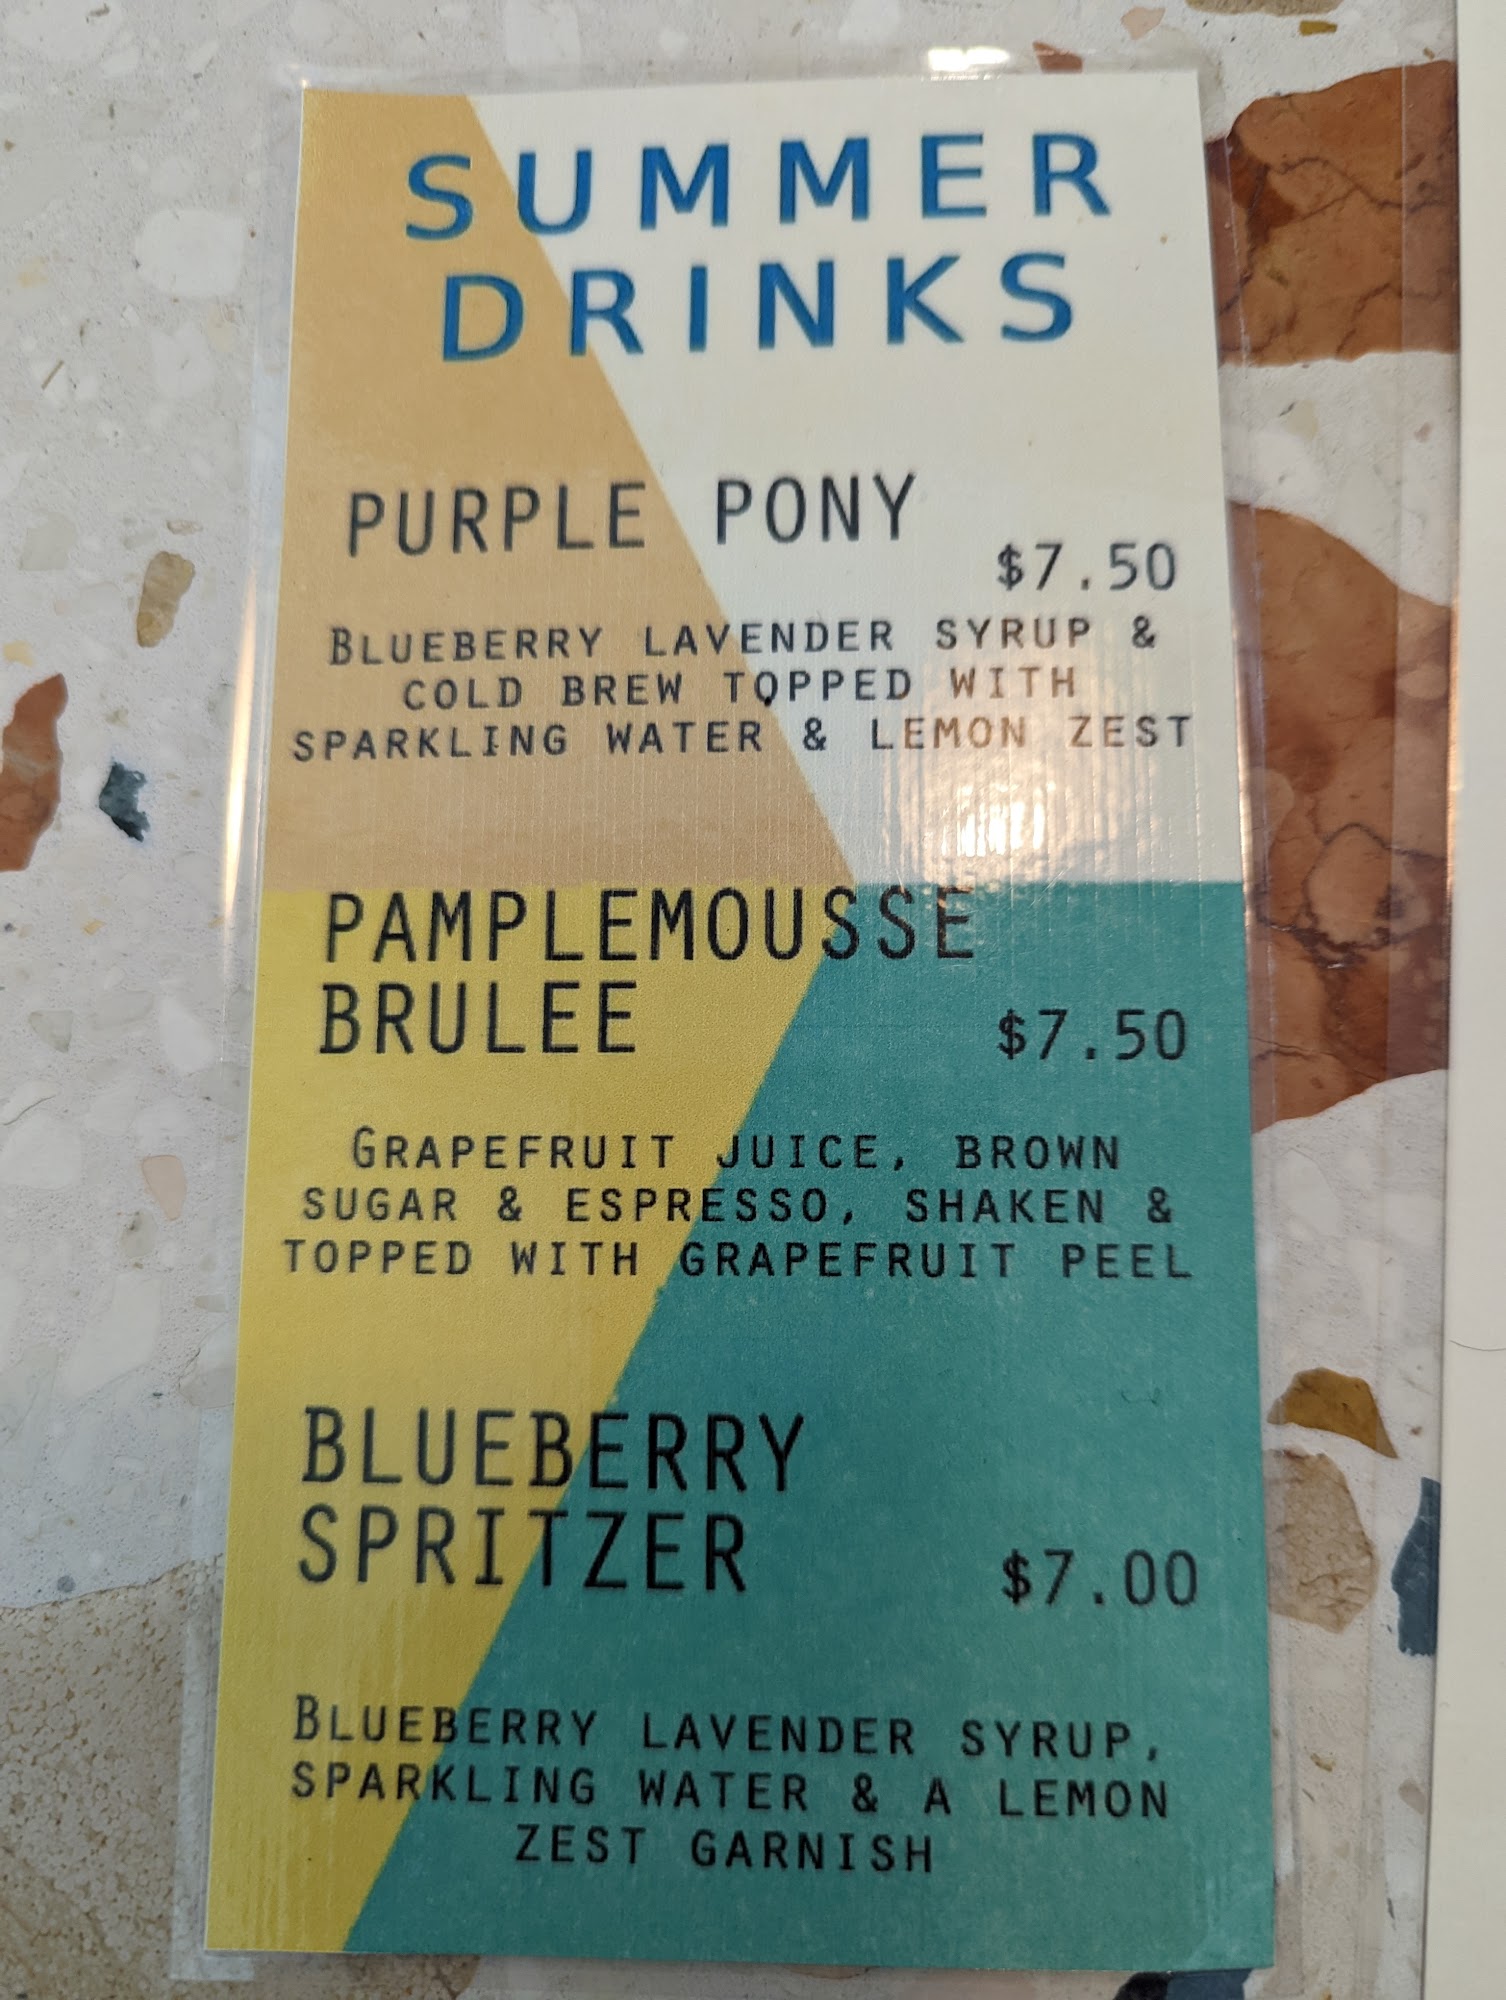 SUMMER
DRINKS
PURPLE PONY
$7.50
BLUEBERRY LAVENDER SYRUP &
COLD BREW TOPPED WITH
SPARKLING WATER & LEMON ZEST
PAMPLEMOUSSE
BRULEE
$7.50
GRAPEFRUIT JUICE, BROWN
SUGAR & ESPRESSO, SHAKEN &
TOPPED WITH GRAPEFRUIT PEEL
BLUEBERRY
SPRITZER
$7.00
BLUEBERRY LAVENDER SYRUP,
SPARKLING WATER & A LEMON
ZEST GARNISH